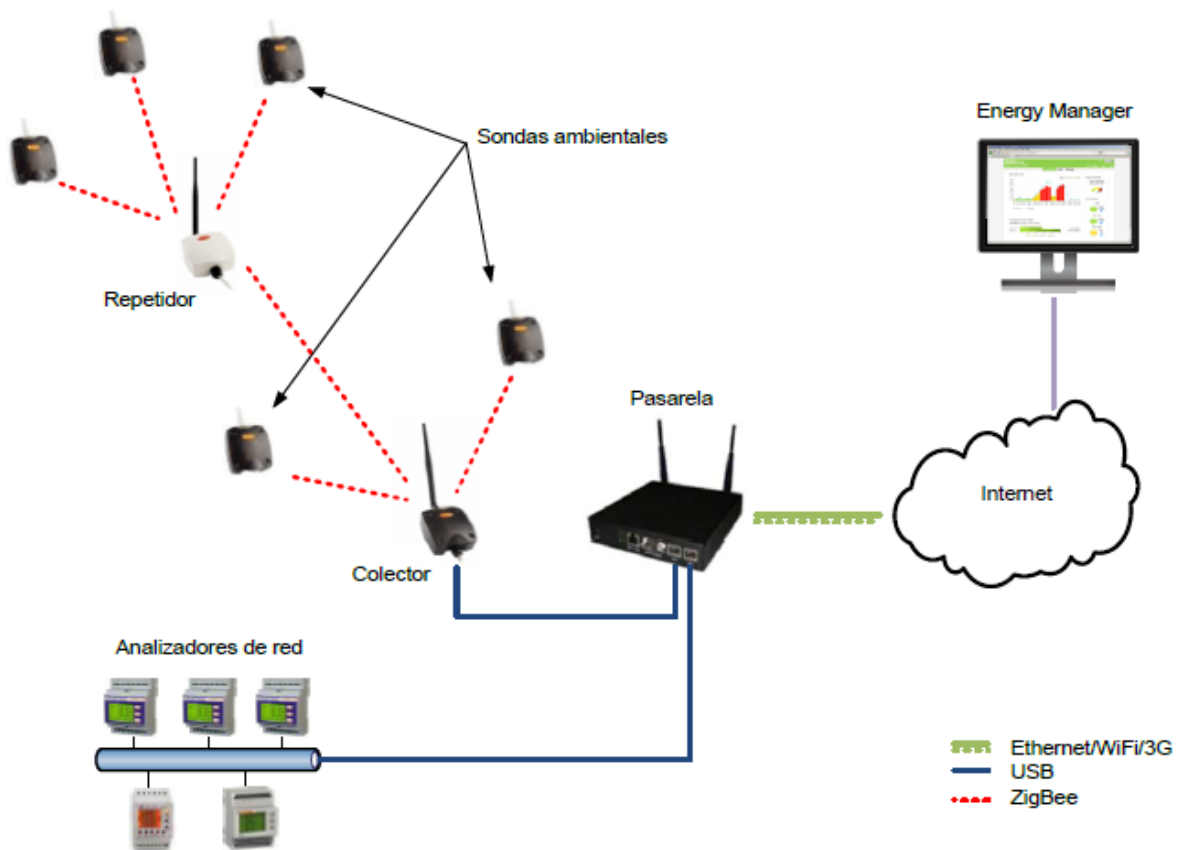 Sondas ambientales
Energy Manager
Repetidor
Pasarela
Internet
Colector
Analizadores de red
Ethernet/WiFi/3G
USB
ZigBee